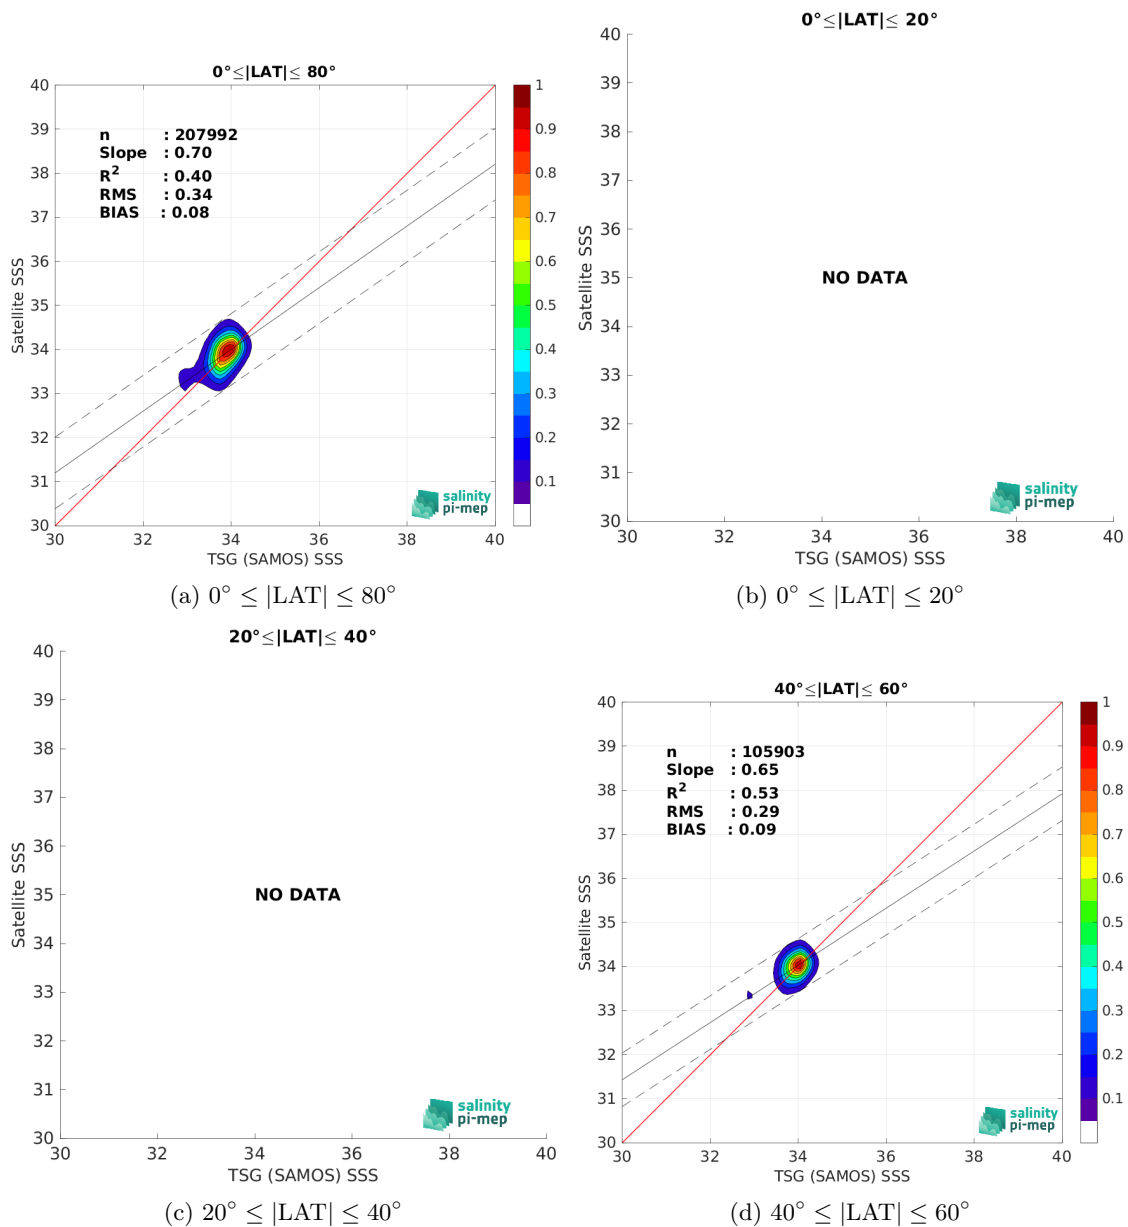 0°≤|LAT|≤ 80°
40
39
38
37
36
35
34
33
32
31
30
Satellite SSS
n : 207992
Slope : 0.70
R² : 0.40
RMS : 0.34
BIAS : 0.08
1
0.9
0.8
0.7
0.6
0.5
0.4
0.3
0.2
0.1
salinity
pi-mep
30 32 34 36 38 40
TSG (SAMOS) SSS
(a) 0° ≤ |LAT| ≤ 80°
0°≤|LAT|≤ 20°
40
39
38
37
36
35
34
33
32
31
30
Satellite SSS
NO DATA
salinity
pi-mep
30 32 34 36 38 40
TSG (SAMOS) SSS
(b) 0° ≤ |LAT| ≤ 20°
20°≤|LAT|≤ 40°
40
39
38
37
36
35
34
33
32
31
30
Satellite SSS
NO DATA
salinity
pi-mep
30 32 34 36 38 40
TSG (SAMOS) SSS
(c) 20° ≤ |LAT| ≤ 40°
40°≤|LAT|≤ 60°
40
39
38
37
36
35
34
33
32
31
30
Satellite SSS
n : 105903
Slope : 0.65
R² : 0.53
RMS : 0.29
BIAS : 0.09
1
0.9
0.8
0.7
0.6
0.5
0.4
0.3
0.2
0.1
salinity
pi-mep
30 32 34 36 38 40
TSG (SAMOS) SSS
(d) 40° ≤ |LAT| ≤ 60°